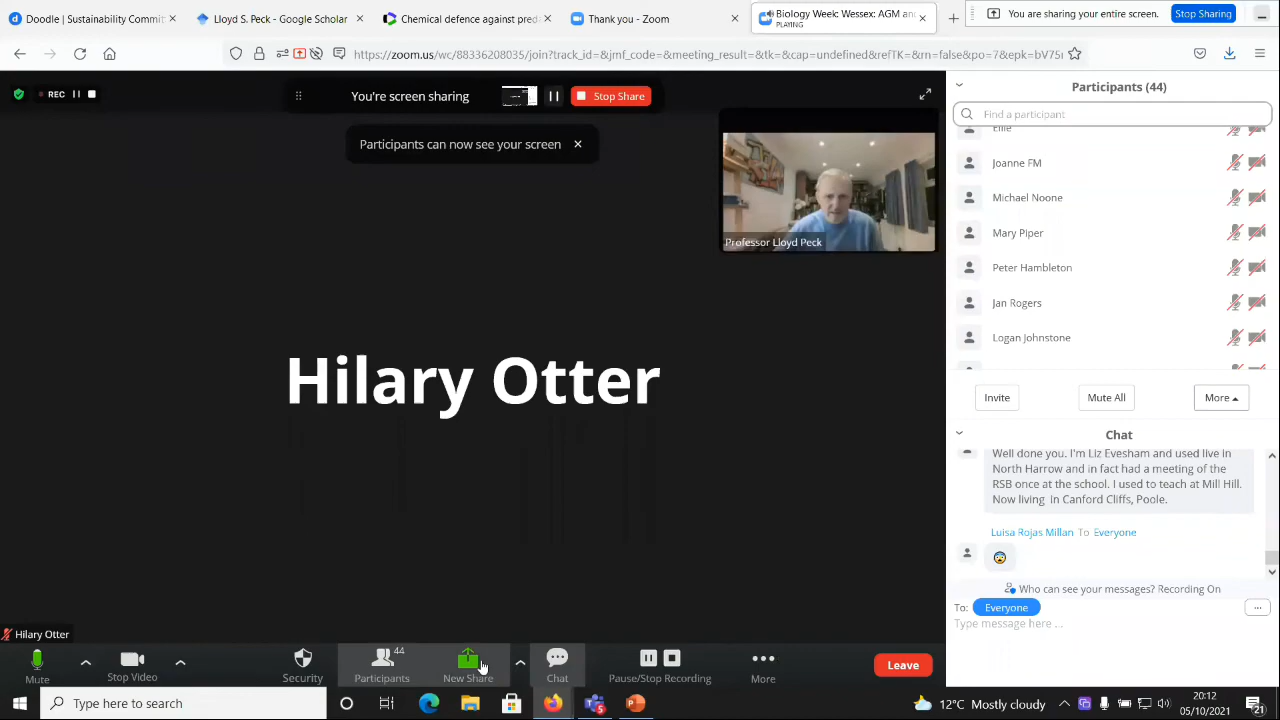 Doodle | Sustainability Commit
Lloyd S. Peck - Google Scholar
Chemical defence against pred
Thank you - Zoom
Biology Week: Wessex: AGM an
PLAYING
You are sharing your entire screen.
Stop Sharing
https://zoom.us/wc/88336208035/join?track_id=&jmf_code=&meeting_result=&tk=&cap=undefined&refTK=&rn=false&po=7&epk=bV75r
REC
You're screen sharing
Stop Share
Participants can now see your screen
Professor Lloyd Peck
Hilary Otter
Hilary Otter
Participants (44)
Find a participant
Ellie
Joanne FM
Michael Noone
Mary Piper
Peter Hambleton
Jan Rogers
Logan Johnstone
Invite
Mute All
More
Chat
Well done you. I'm Liz Evesham and used live in
North Harrow and in fact had a meeting of the
RSB once at the school. I used to teach at Mill Hill.
Now living in Canford Cliffs, Poole.
Luisa Rojas Millan To Everyone
Who can see your messages? Recording On
To: Everyone
Type message here ...
Mute
Stop Video
Security
44
Participants
New Share
Chat
Pause/Stop Recording
More
Leave
Type here to search
5
12°C Mostly cloudy
20:12
05/10/2021
21